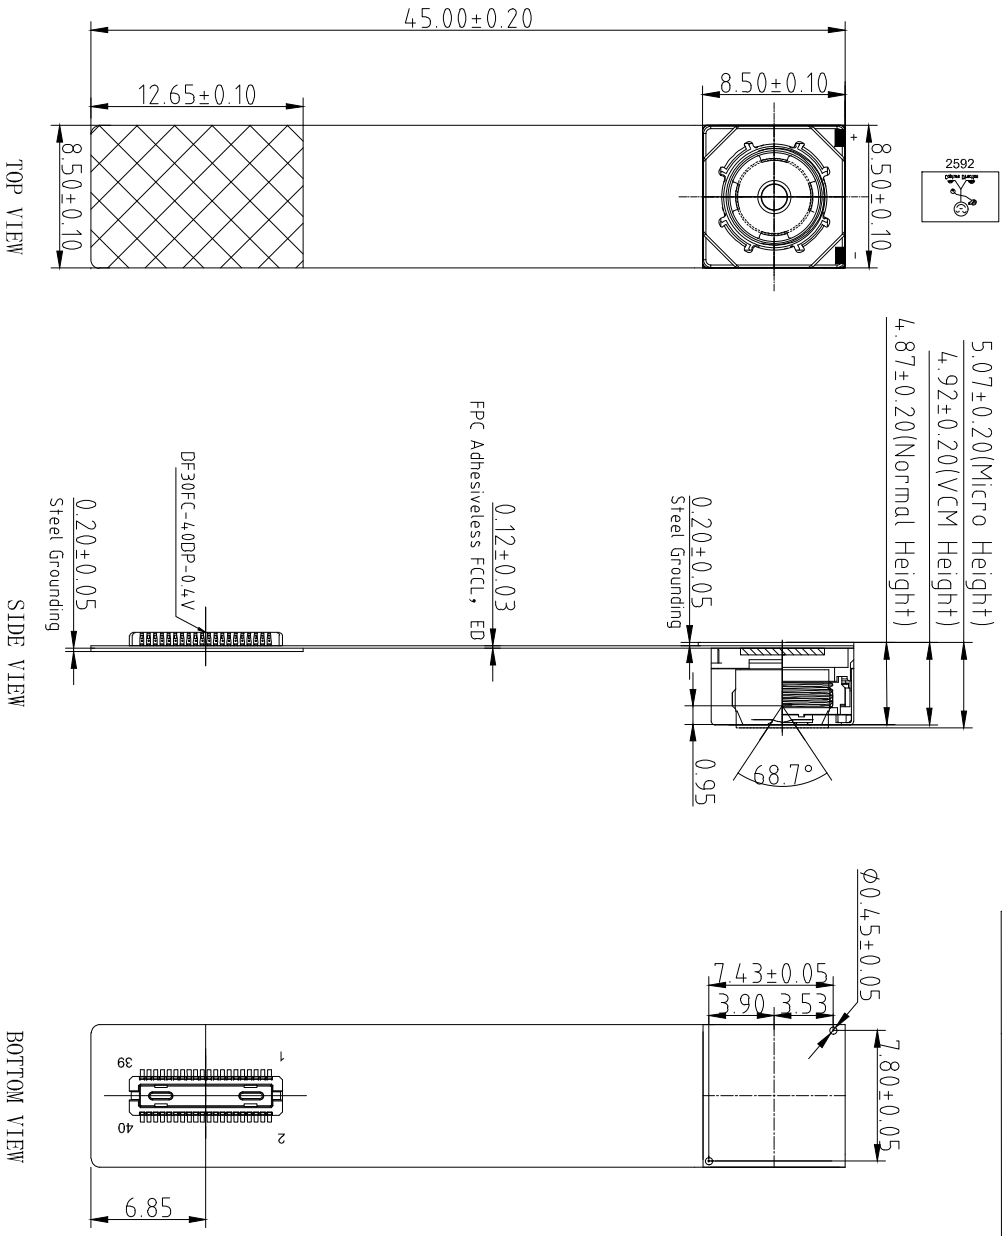 45.00±0.20
12.65±0.10
8.50±0.10
8.50±0.10
8.50±0.10
+
-
2592
TOP VIEW
5.07±0.20(Micro Height)
4.92±0.20(VCM Height)
4.87±0.20(Normal Height)
0.20±0.05
Steel Grounding
0.12±0.03
FPC Adhesiveless FCCL, ED
DF30FC-40DP-0.4V
0.20±0.05
Steel Grounding
0.95
68.7°
SIDE VIEW
Ø0.45±0.05
7.43±0.05
3.90
3.53
7.80±0.05
39
1
40
2
6.85
BOTTOM VIEW